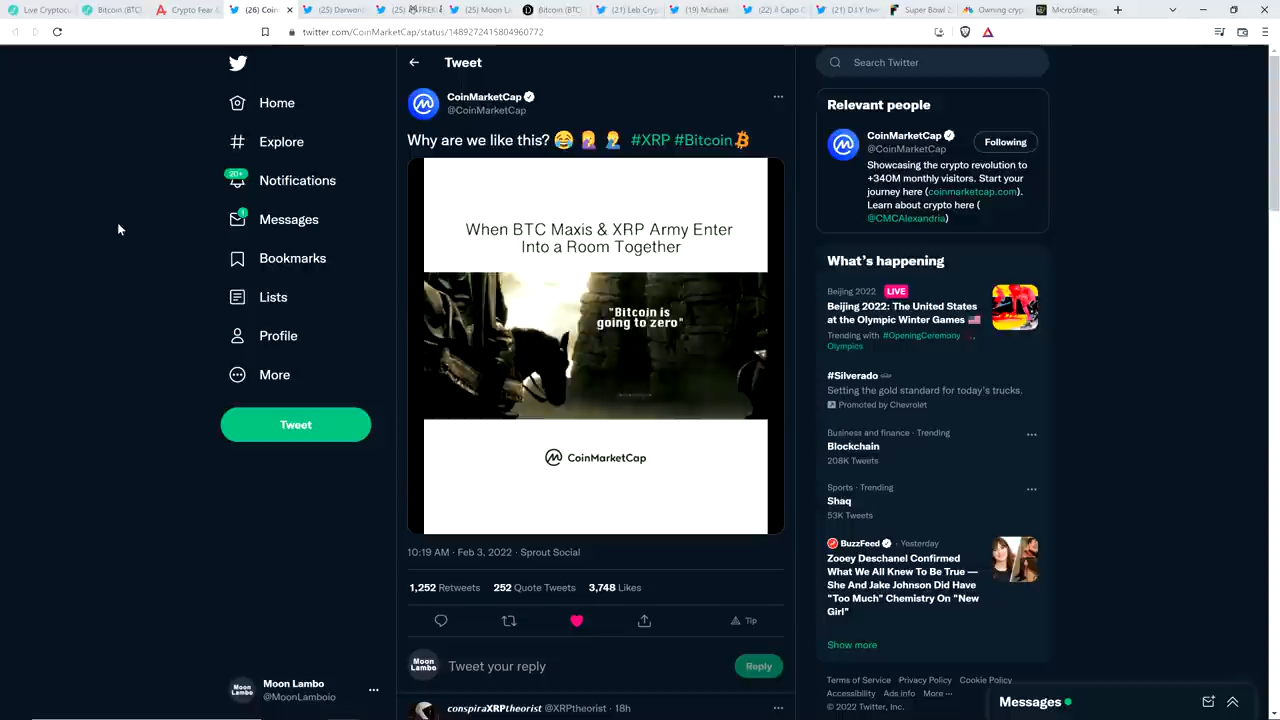 Live Cryptocu
Bitcoin (BTC)
Crypto Fear &
(26) Coin
(25) Darwond
(25)
(25) Moon La
Bitcoin (BTC)
(21) Leb Cryp
(19) Michael
(22) il Capo C
(21) D.I.Y Inve
Super Bowl 2
Owning cryp
MicroStrateg
twitter.com/CoinMarketCap/status/1489272415804960772
Home
Explore
20+
Notifications
1
Messages
Bookmarks
Lists
Profile
More
Tweet
Moon Lambo
Moon Lambo
@MoonLamboio
Tweet
CoinMarketCap
@CoinMarketCap
Why are we like this? 😂 🤦‍♀️ 🤦‍♂️ #XRP #Bitcoin
When BTC Maxis & XRP Army Enter
Into a Room Together
"Bitcoin is
going to zero"
CoinMarketCap
10:19 AM · Feb 3, 2022 · Sprout Social
1,252 Retweets 252 Quote Tweets 3,748 Likes
Tip
Moon
Lambo
Tweet your reply
Reply
conspiraXRPtheorist @XRPtheorist · 18h
Search Twitter
Relevant people
CoinMarketCap
@CoinMarketCap
Following
Showcasing the crypto revolution to
+340M monthly visitors. Start your
journey here (coinmarketcap.com).
Learn about crypto here (
@CMCAlexandria)
What's happening
Beijing 2022 LIVE
Beijing 2022: The United States
at the Olympic Winter Games 🇺🇸
Trending with #OpeningCeremony
Olympics
#Silverado
Setting the gold standard for today's trucks.
Promoted by Chevrolet
Business and finance · Trending
Blockchain
208K Tweets
Sports · Trending
Shaq
53K Tweets
BuzzFeed · Yesterday
Zooey Deschanel Confirmed
What We All Knew To Be True —
She And Jake Johnson Did Have
"Too Much" Chemistry On "New
Girl"
Show more
Terms of Service Privacy Policy Cookie Policy
Accessibility Ads info More ···
© 2022 Twitter, Inc.
Messages